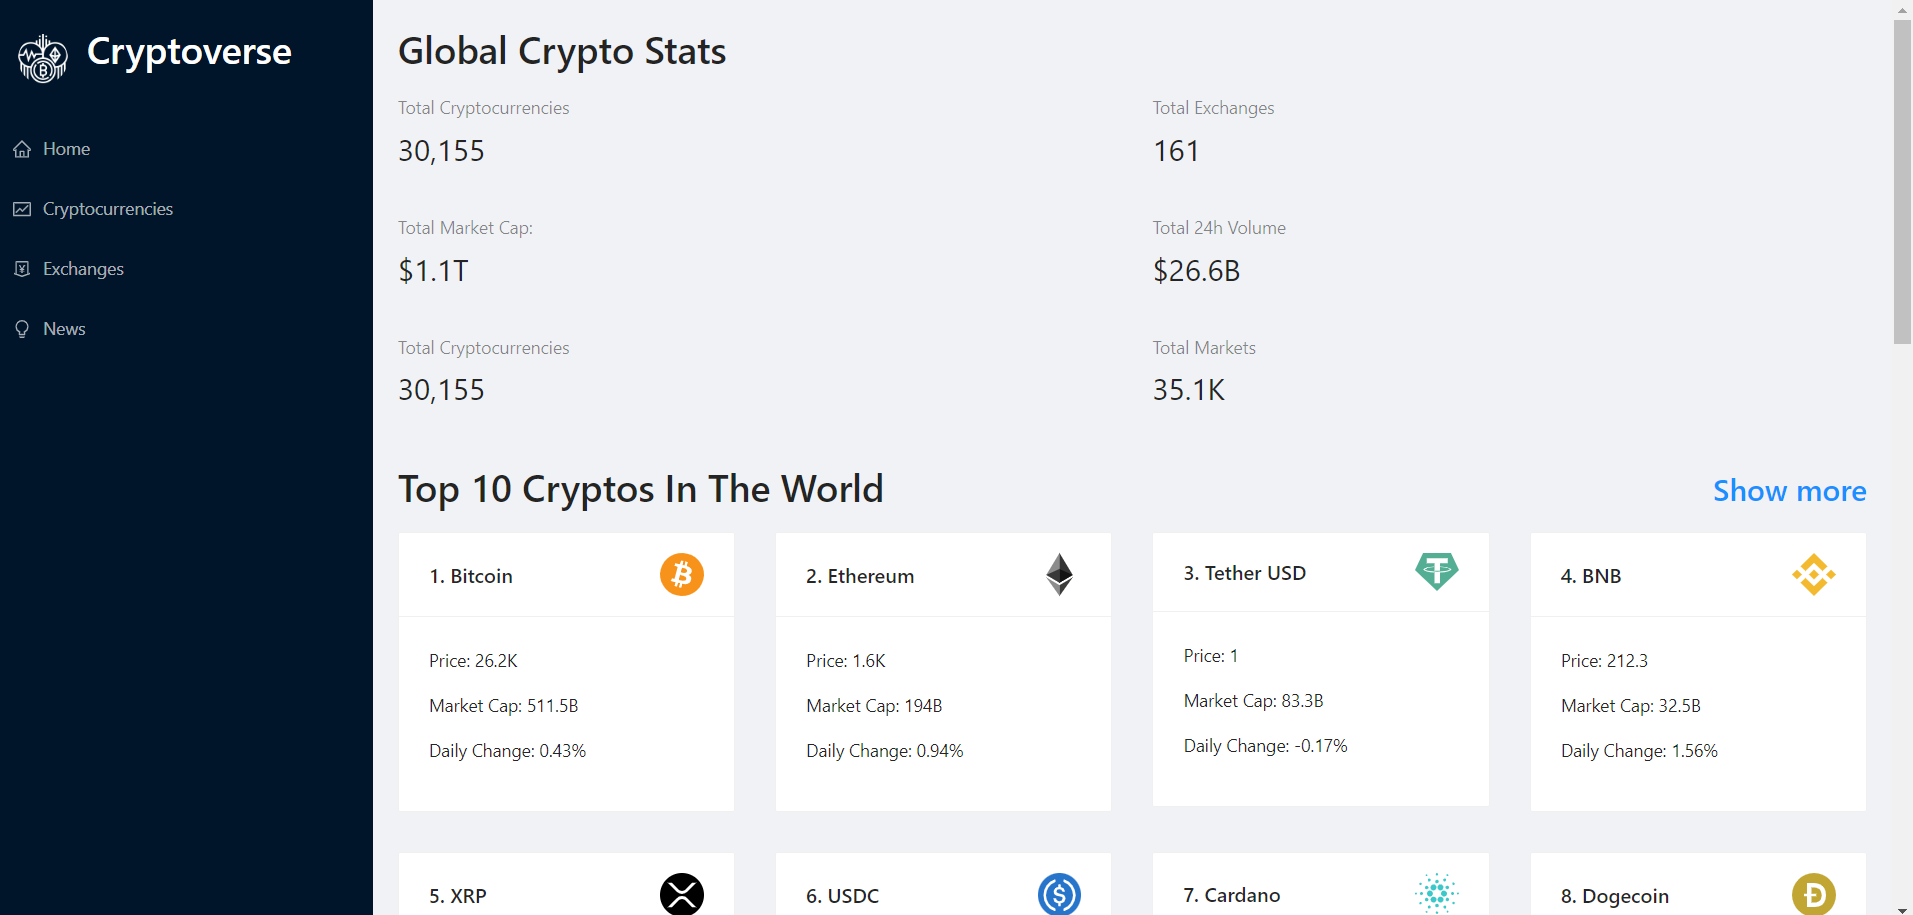 Cryptoverse
Home
Cryptocurrencies
Exchanges
News
Global Crypto Stats
Total Cryptocurrencies
30,155
Total Exchanges
161
Total Market Cap:
$1.1T
Total 24h Volume
$26.6B
Total Cryptocurrencies
30,155
Total Markets
35.1K
Top 10 Cryptos In The World
Show more
1. Bitcoin
Price: 26.2K
Market Cap: 511.5B
Daily Change: 0.43%
2. Ethereum
Price: 1.6K
Market Cap: 194B
Daily Change: 0.94%
3. Tether USD
Price: 1
Market Cap: 83.3B
Daily Change: -0.17%
4. BNB
Price: 212.3
Market Cap: 32.5B
Daily Change: 1.56%
5. XRP
6. USDC
7. Cardano
8. Dogecoin